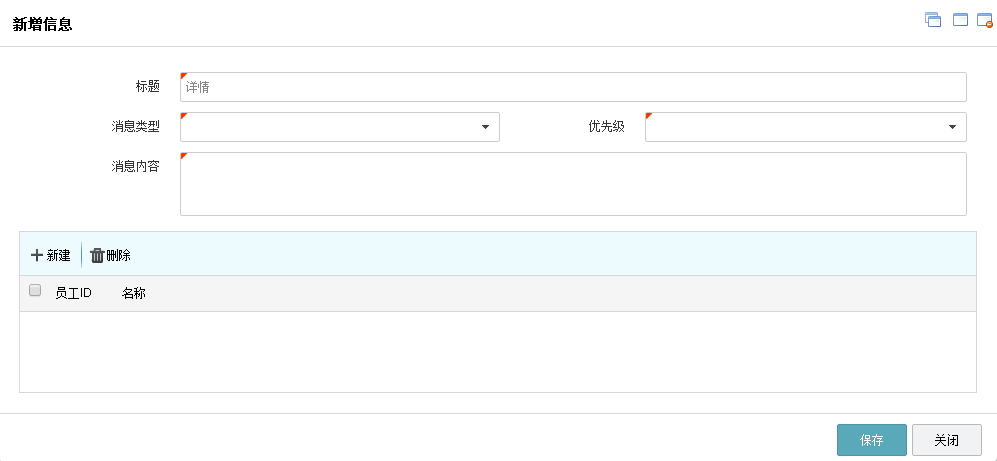 新增信息
标题 详情
消息类型 优先级
消息内容
新建 删除
员工ID 名称
保存 关闭